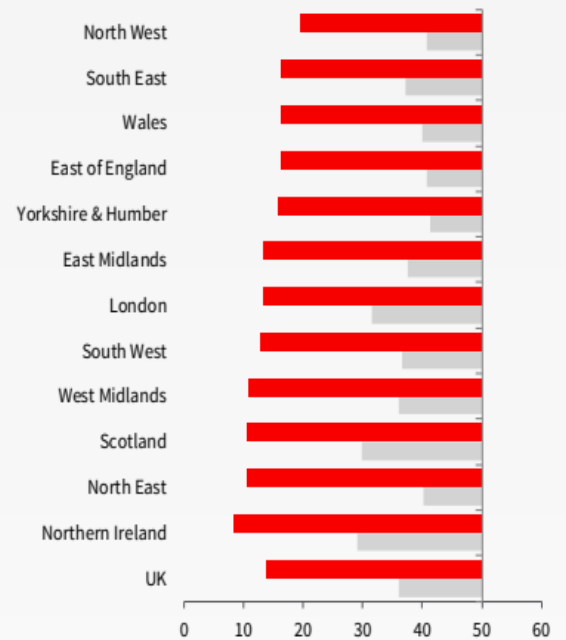 North West
South East
Wales
East of England
Yorkshire & Humber
East Midlands
London
South West
West Midlands
Scotland
North East
Northern Ireland
UK
0 10 20 30 40 50 60